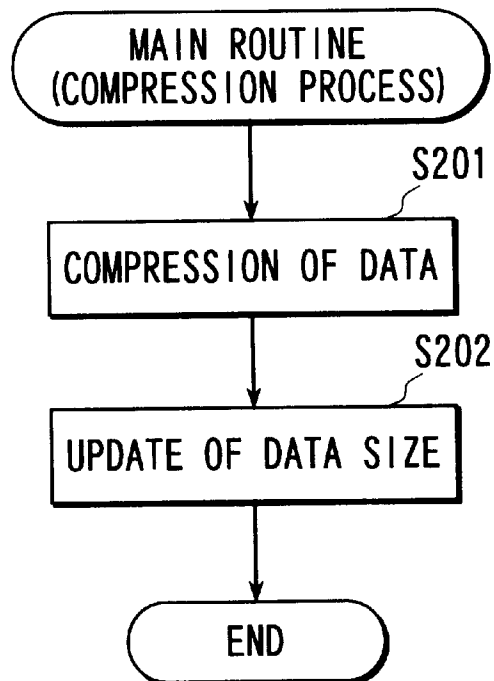 MAIN ROUTINE
(COMPRESSION PROCESS)
S201
COMPRESSION OF DATA
S202
UPDATE OF DATA SIZE
END